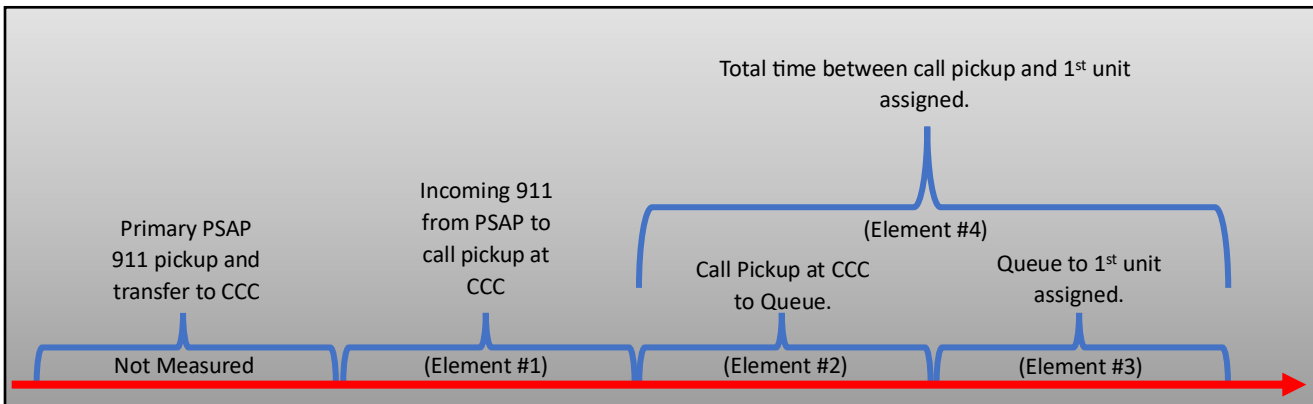 Total time between call pickup and 1st unit
assigned.
Incoming 911
from PSAP to
call pickup at
CCC
Primary PSAP
911 pickup and
transfer to CCC
(Element #4)
Call Pickup at CCC
to Queue.
Queue to 1st unit
assigned.
Not Measured
(Element #1)
(Element #2)
(Element #3)